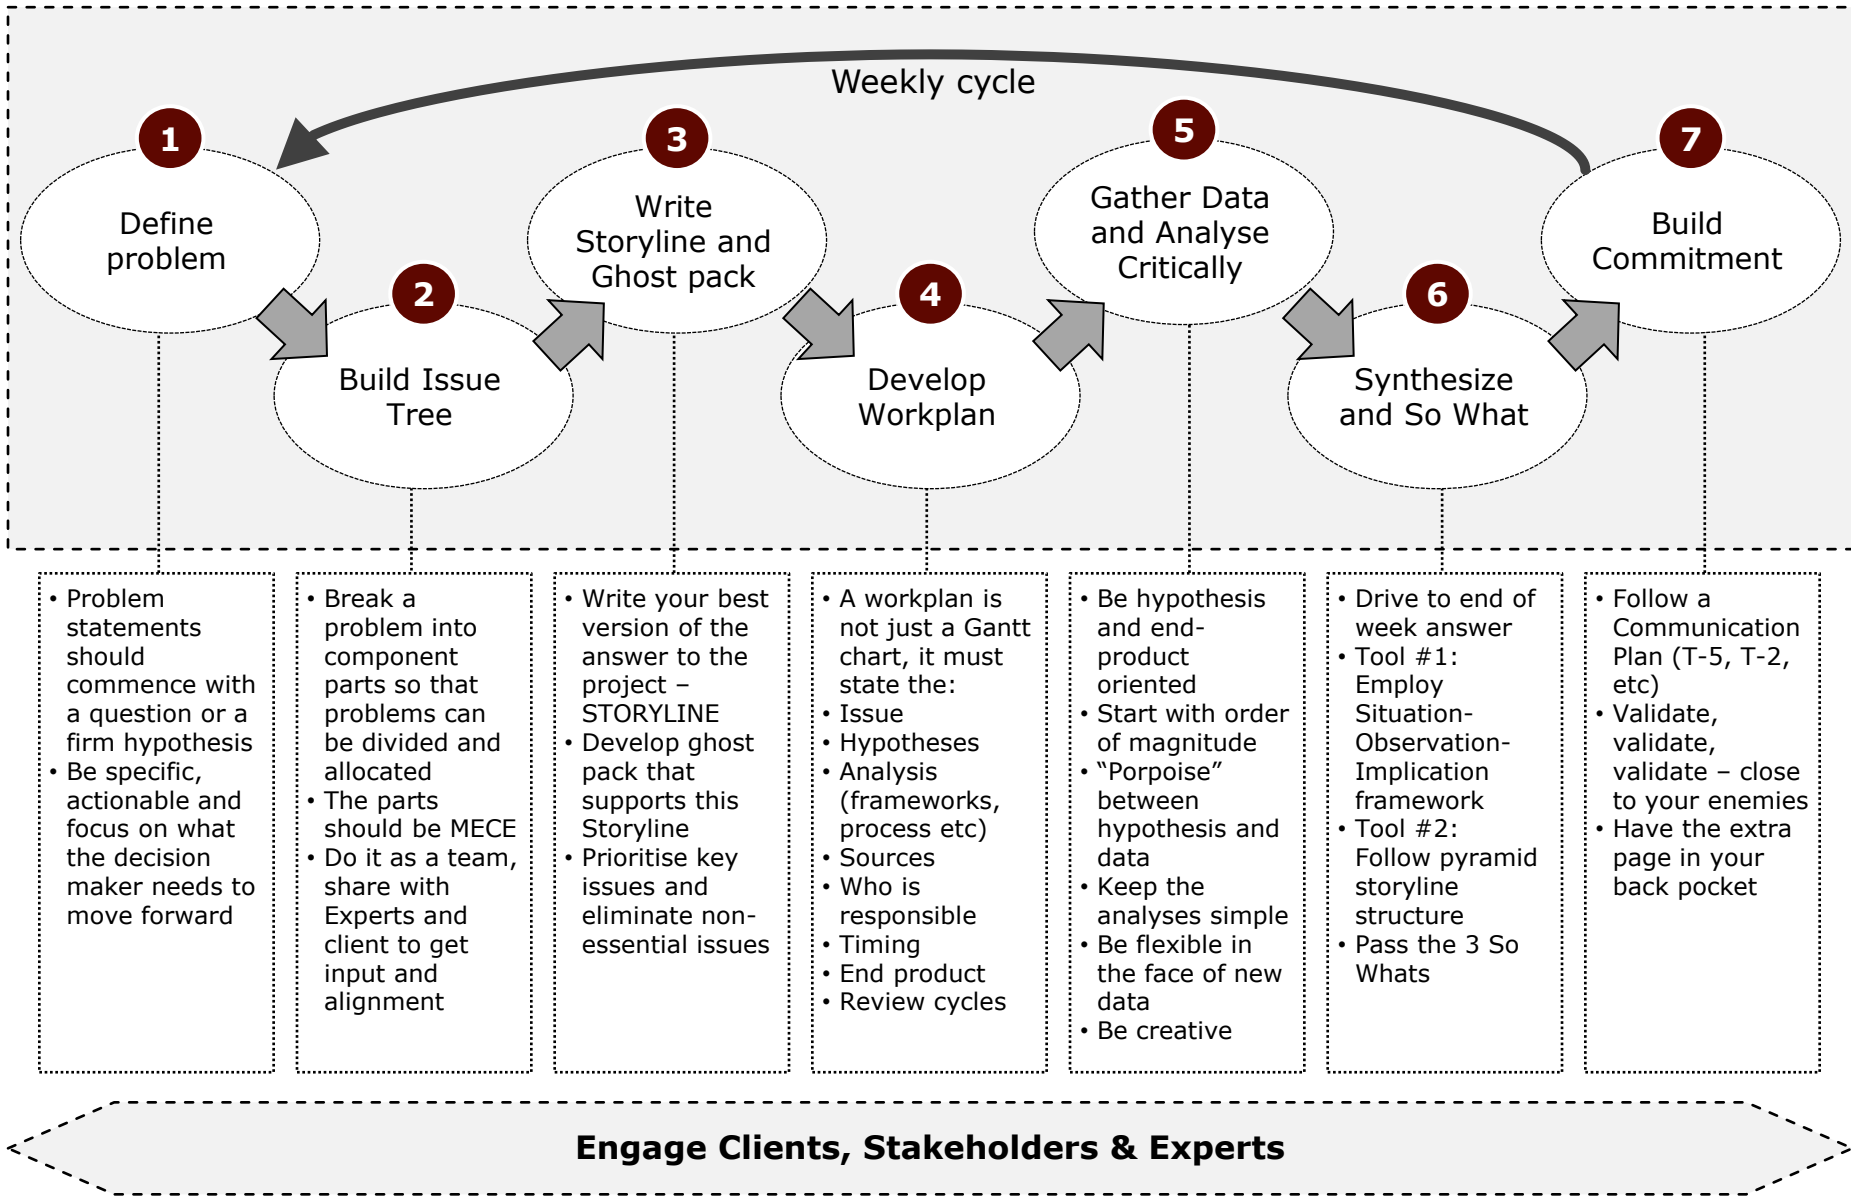 Weekly cycle
1
Define
problem
2
Build Issue
Tree
3
Write
Storyline and
Ghost pack
4
Develop
Workplan
5
Gather Data
and Analyse
Critically
6
Synthesize
and So What
7
Build
Commitment
• Problem
statements
should
commence with
a question or a
firm hypothesis
• Be specific,
actionable and
focus on what
the decision
maker needs to
move forward
• Break a
problem into
component
parts so that
problems can
be divided and
allocated
• The parts
should be MECE
• Do it as a team,
share with
Experts and
client to get
input and
alignment
• Write your best
version of the
answer to the
project –
STORYLINE
• Develop ghost
pack that
supports this
Storyline
• Prioritise key
issues and
eliminate non-
essential issues
• A workplan is
not just a Gantt
chart, it must
state the:
• Issue
• Hypotheses
• Analysis
(frameworks,
process etc)
• Sources
• Who is
responsible
• Timing
• End product
• Review cycles
• Be hypothesis
and end-
product
oriented
• Start with order
of magnitude
• “Porpoise”
between
hypothesis and
data
• Keep the
analyses simple
• Be flexible in
the face of new
data
• Be creative
• Drive to end of
week answer
• Tool #1:
Employ
Situation-
Observation-
Implication
framework
• Tool #2:
Follow pyramid
storyline
structure
• Pass the 3 So
Whats
• Follow a
Communication
Plan (T-5, T-2,
etc)
• Validate,
validate,
validate – close
to your enemies
• Have the extra
page in your
back pocket
Engage Clients, Stakeholders & Experts